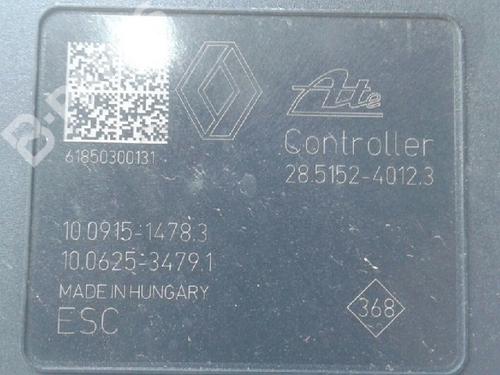 Ate
61850300131
Controller
28.5152-4012.3
10.0915-1478.3
10.0625-3479.1
MADE IN HUNGARY
ESC
368